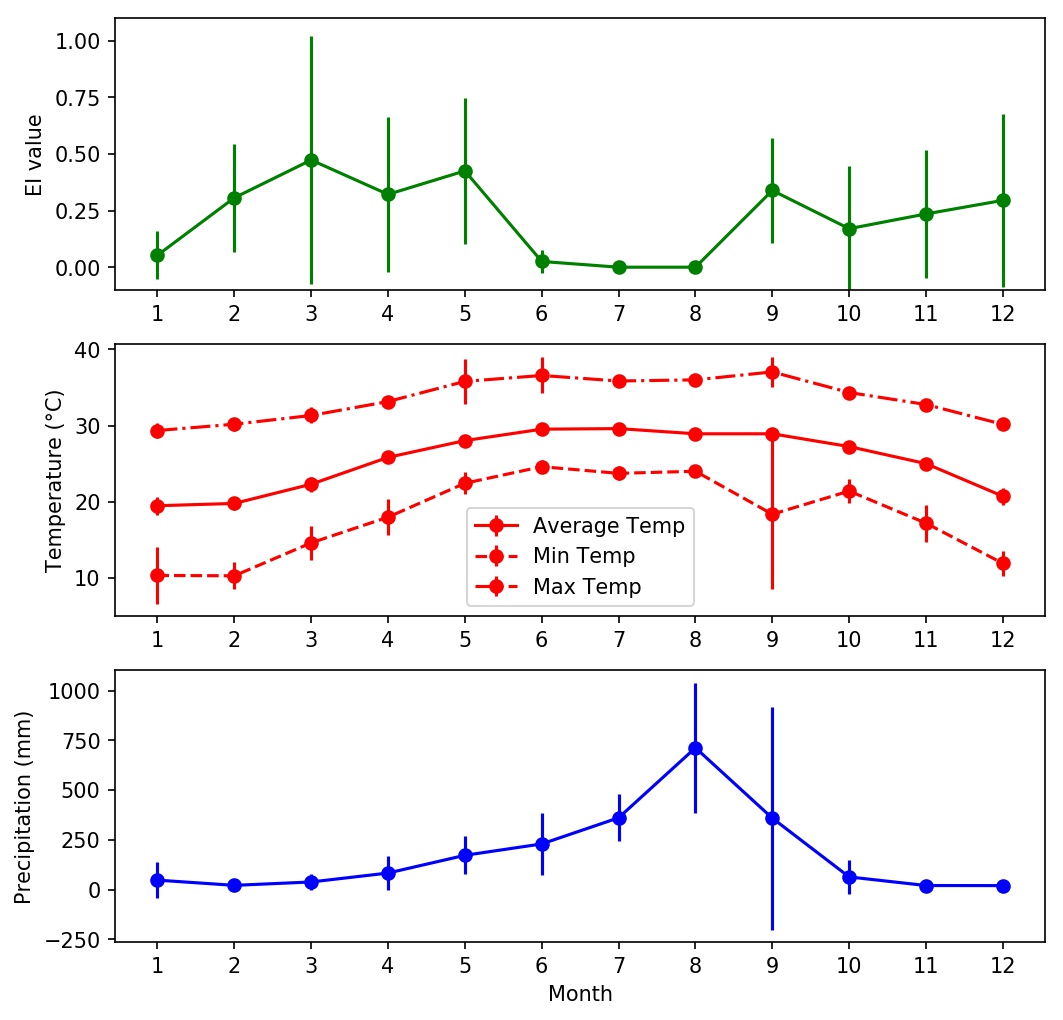 EI value
1.00
0.75
0.50
0.25
0.00
1 2 3 4 5 6 7 8 9 10 11 12
Temperature (°C)
40
30
20
10
Average Temp
Min Temp
Max Temp
1 2 3 4 5 6 7 8 9 10 11 12
Precipitation (mm)
1000
750
500
250
0
−250
1 2 3 4 5 6 7 8 9 10 11 12
Month